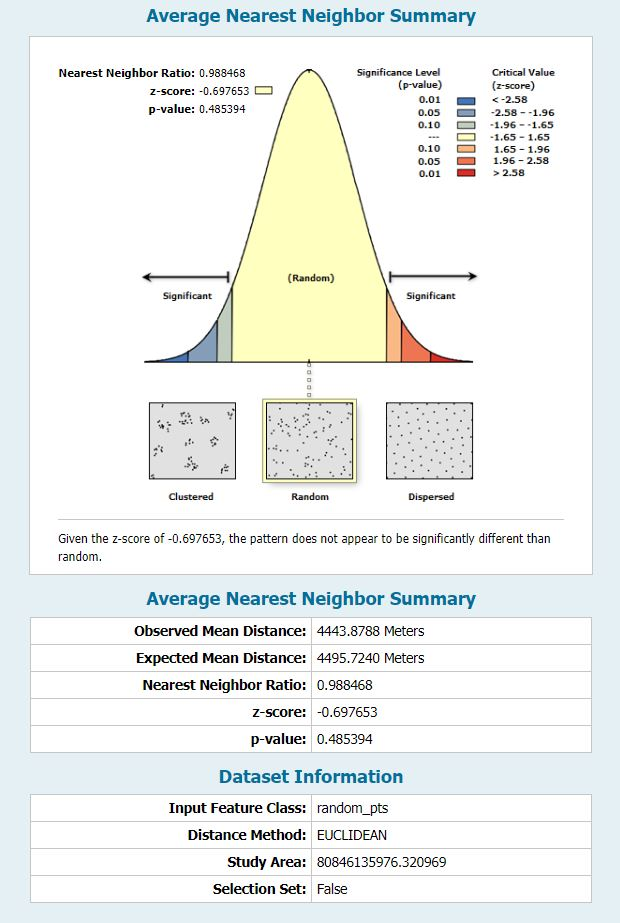 Average Nearest Neighbor Summary
Nearest Neighbor Ratio: 0.988468
z-score: -0.697653
p-value: 0.485394
Significance Level
(p-value)
Critical Value
(z-score)
0.01 < -2.58
0.05 -2.58 – -1.96
0.10 -1.96 – -1.65
--- -1.65 – 1.65
0.10 1.65 – 1.96
0.05 1.96 – 2.58
0.01 > 2.58
(Random)
Significant
Significant
Clustered
Random
Dispersed
Given the z-score of -0.697653, the pattern does not appear to be significantly different than
random.
Average Nearest Neighbor Summary
Observed Mean Distance: 4443.8788 Meters
Expected Mean Distance: 4495.7240 Meters
Nearest Neighbor Ratio: 0.988468
z-score: -0.697653
p-value: 0.485394
Dataset Information
Input Feature Class: random_pts
Distance Method: EUCLIDEAN
Study Area: 80846135976.320969
Selection Set: False